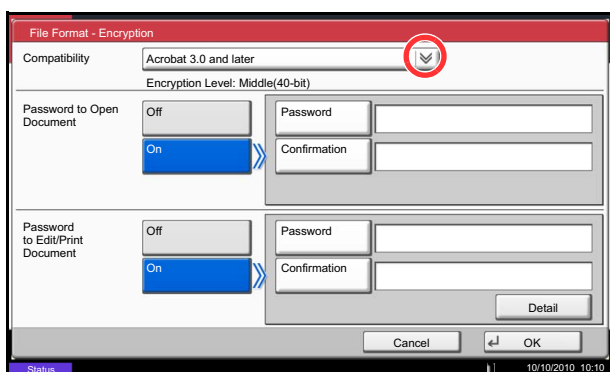 File Format - Encryption
Compatibility
Acrobat 3.0 and later
Encryption Level: Middle(40-bit)
Password to Open
Document
Off
Password
On
Confirmation
Password
to Edit/Print
Document
Off
Password
On
Confirmation
Detail
Cancel
OK
Status
10/10/2010 10:10